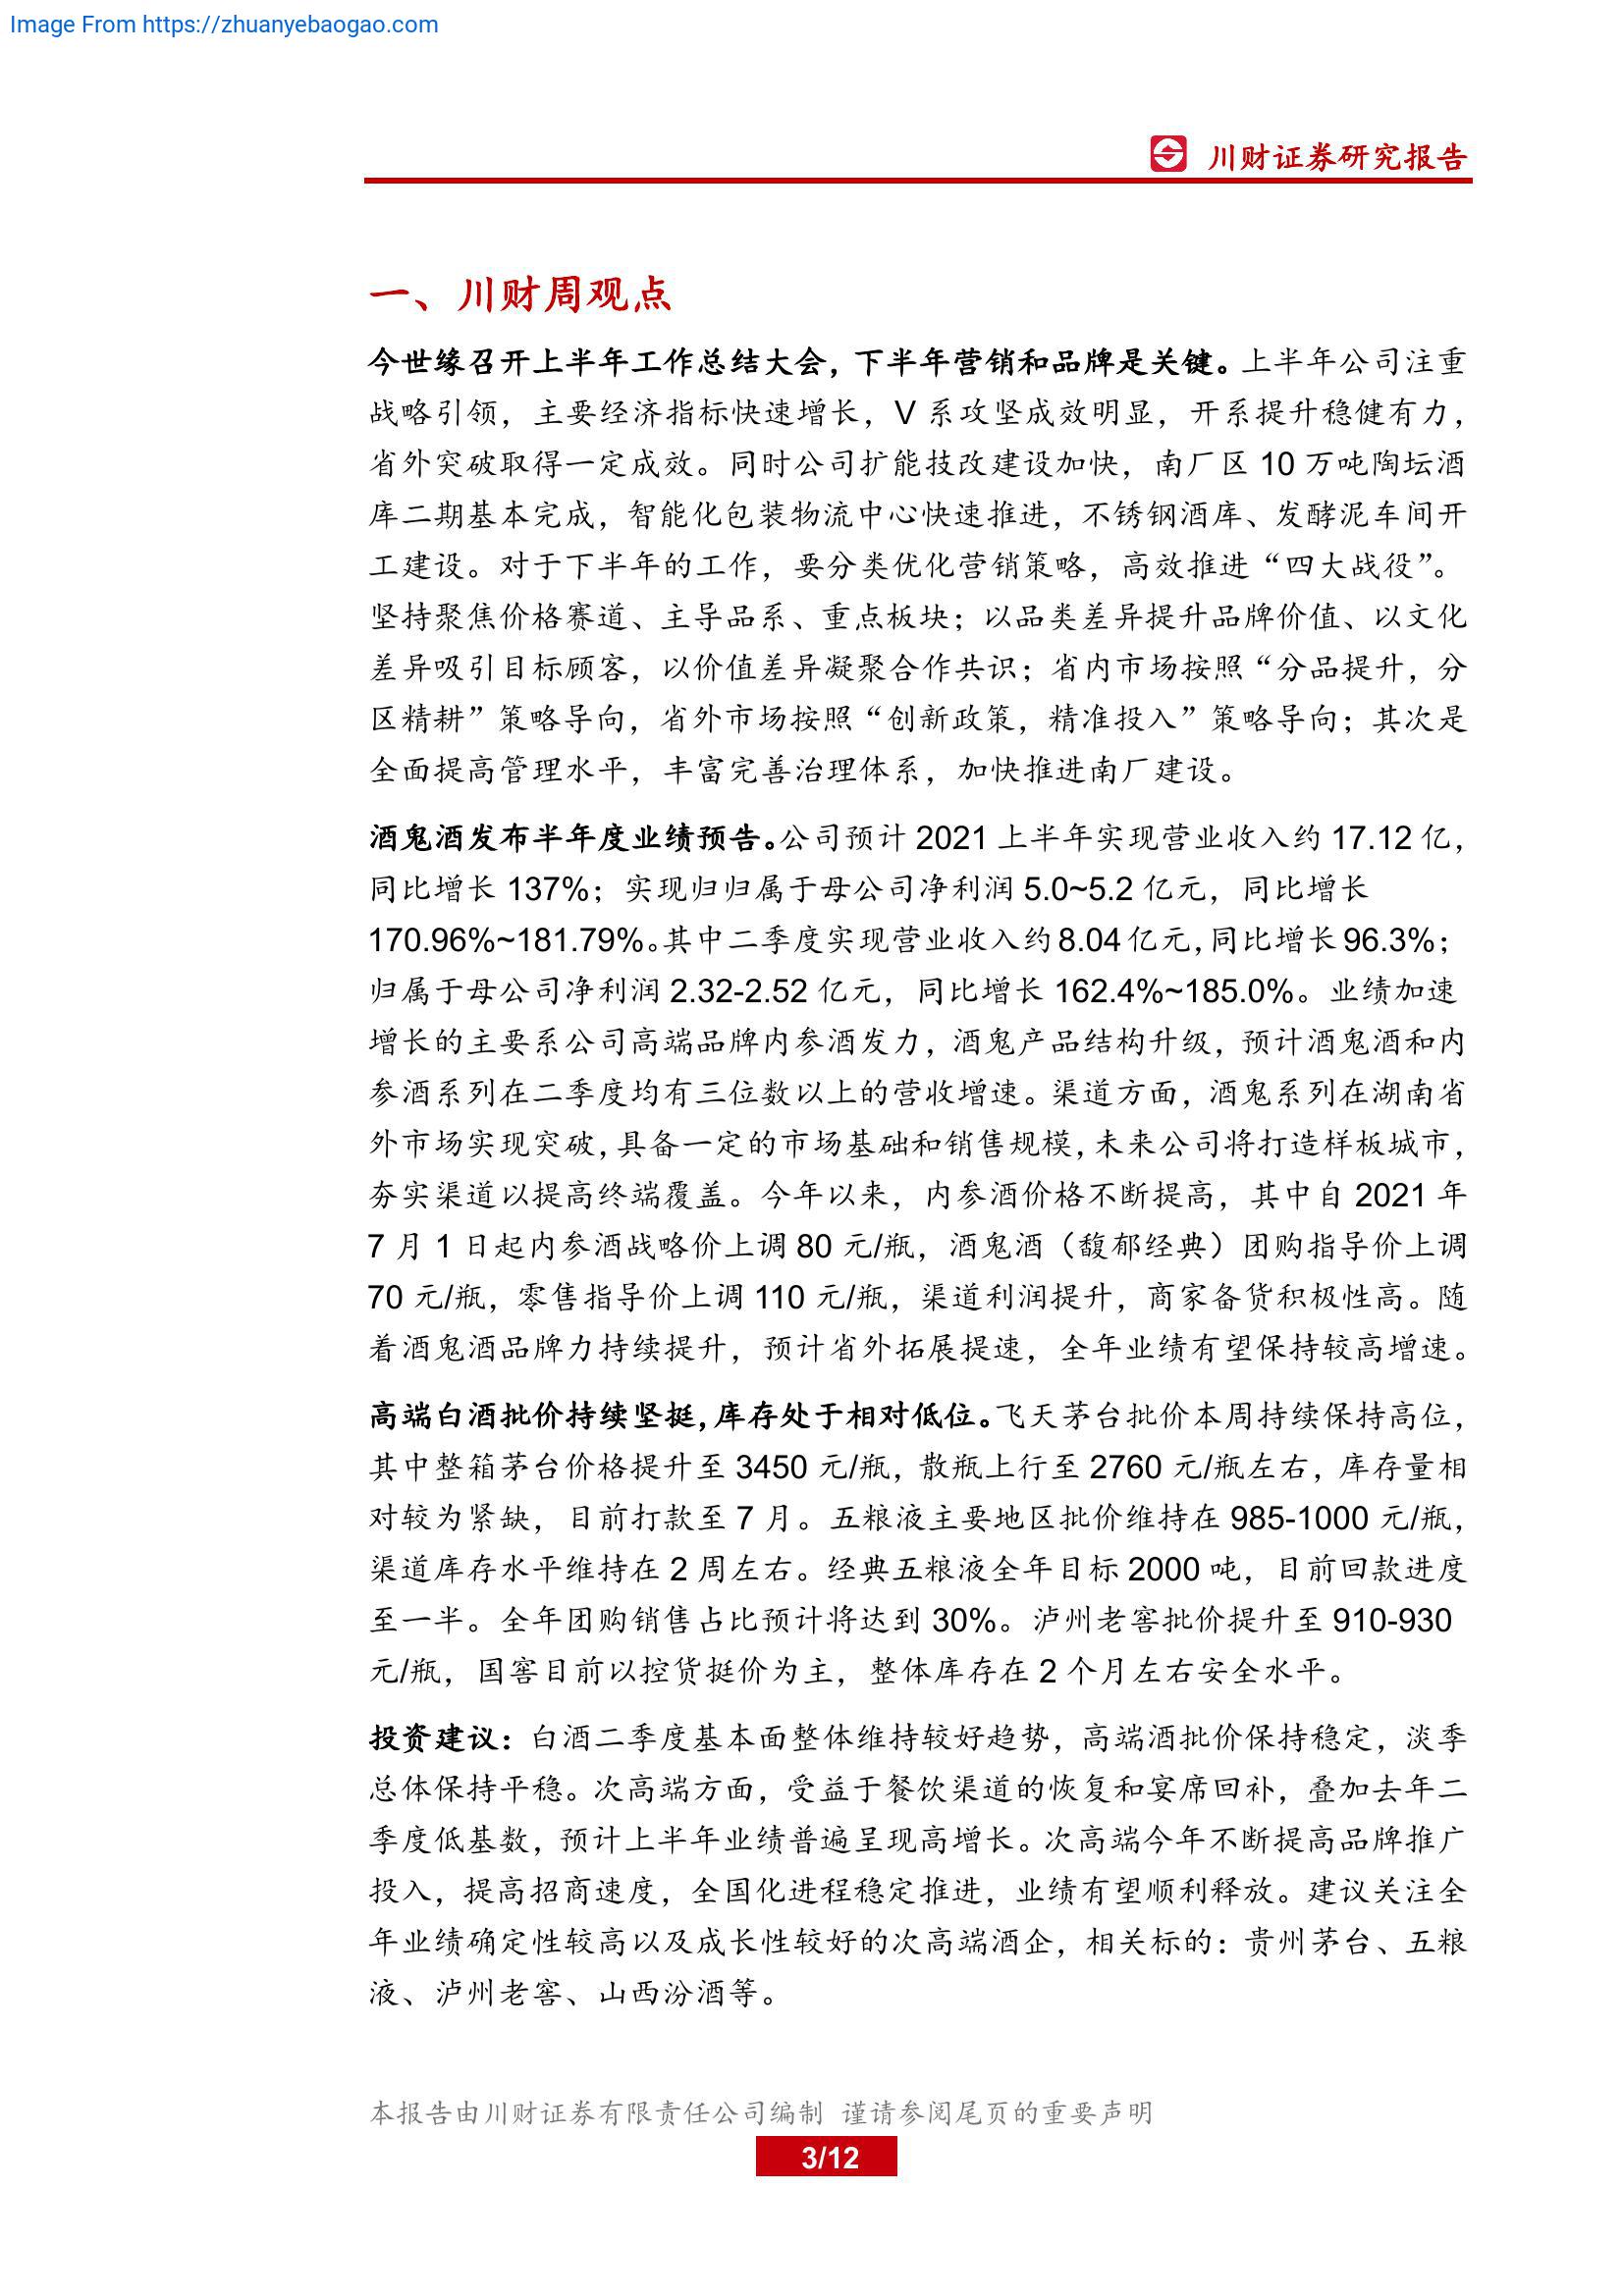 Image From https://zhuanyebaogao.com
川财证券研究报告
一、川财周观点
今世缘召开上半年工作总结大会，下半年营销和品牌是关键。上半年公司注重
战略引领，主要经济指标快速增长，V 系攻坚成效明显，开系提升稳健有力，
省外突破取得一定成效。同时公司扩能技改建设加快，南厂区 10 万吨陶坛酒
库二期基本完成，智能化包装物流中心快速推进，不锈钢酒库、发酵泥车间开
工建设。对于下半年的工作，要分类优化营销策略，高效推进“四大战役”。
坚持聚焦价格赛道、主导品系、重点板块；以品类差异提升品牌价值、以文化
差异吸引目标顾客，以价值差异凝聚合作共识；省内市场按照“分品提升，分
区精耕”策略导向，省外市场按照“创新政策，精准投入”策略导向；其次是
全面提高管理水平，丰富完善治理体系，加快推进南厂建设。
酒鬼酒发布半年度业绩预告。公司预计 2021 上半年实现营业收入约 17.12 亿，
同比增长 137%；实现归归属于母公司净利润 5.0~5.2 亿元，同比增长
170.96%~181.79%。其中二季度实现营业收入约 8.04 亿元，同比增长 96.3%；
归属于母公司净利润 2.32-2.52 亿元，同比增长 162.4%~185.0%。业绩加速
增长的主要系公司高端品牌内参酒发力，酒鬼产品结构升级，预计酒鬼酒和内
参酒系列在二季度均有三位数以上的营收增速。渠道方面，酒鬼系列在湖南省
外市场实现突破，具备一定的市场基础和销售规模，未来公司将打造样板城市，
夯实渠道以提高终端覆盖。今年以来，内参酒价格不断提高，其中自 2021 年
7 月 1 日起内参酒战略价上调 80 元/瓶，酒鬼酒（馥郁经典）团购指导价上调
70 元/瓶，零售指导价上调 110 元/瓶，渠道利润提升，商家备货积极性高。随
着酒鬼酒品牌力持续提升，预计省外拓展提速，全年业绩有望保持较高增速。
高端白酒批价持续坚挺，库存处于相对低位。飞天茅台批价本周持续保持高位，
其中整箱茅台价格提升至 3450 元/瓶，散瓶上行至 2760 元/瓶左右，库存量相
对较为紧缺，目前打款至 7 月。五粮液主要地区批价维持在 985-1000 元/瓶，
渠道库存水平维持在 2 周左右。经典五粮液全年目标 2000 吨，目前回款进度
至一半。全年团购销售占比预计将达到 30%。泸州老窖批价提升至 910-930
元/瓶，国窖目前以控货挺价为主，整体库存在 2 个月左右安全水平。
投资建议：白酒二季度基本面整体维持较好趋势，高端酒批价保持稳定，淡季
总体保持平稳。次高端方面，受益于餐饮渠道的恢复和宴席回补，叠加去年二
季度低基数，预计上半年业绩普遍呈现高增长。次高端今年不断提高品牌推广
投入，提高招商速度，全国化进程稳定推进，业绩有望顺利释放。建议关注全
年业绩确定性较高以及成长性较好的次高端酒企，相关标的：贵州茅台、五粮
液、泸州老窖、山西汾酒等。
本报告由川财证券有限责任公司编制 谨请参阅尾页的重要声明
3/12